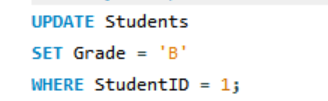 UPDATE Students
SET Grade = 'B'
WHERE StudentID = 1;